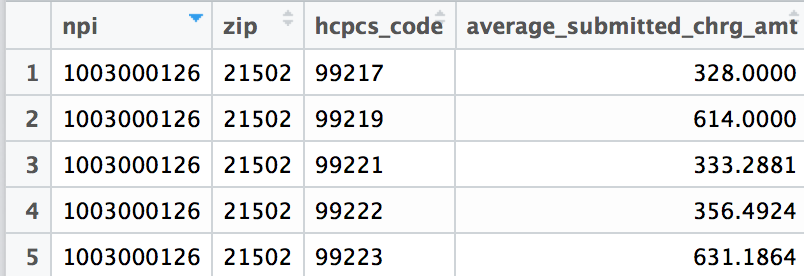 npi zip hcpcs_code average_submitted_chrg_amt
1 1003000126 21502 99217 328.0000
2 1003000126 21502 99219 614.0000
3 1003000126 21502 99221 333.2881
4 1003000126 21502 99222 356.4924
5 1003000126 21502 99223 631.1864